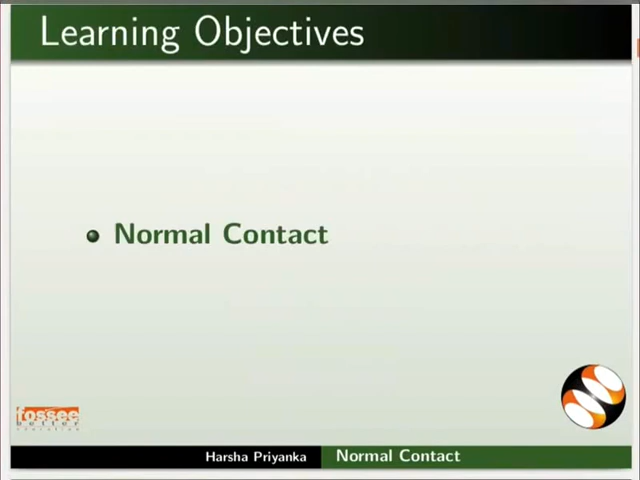 Learning Objectives
Normal Contact
fossee
Harsha Priyanka
Normal Contact